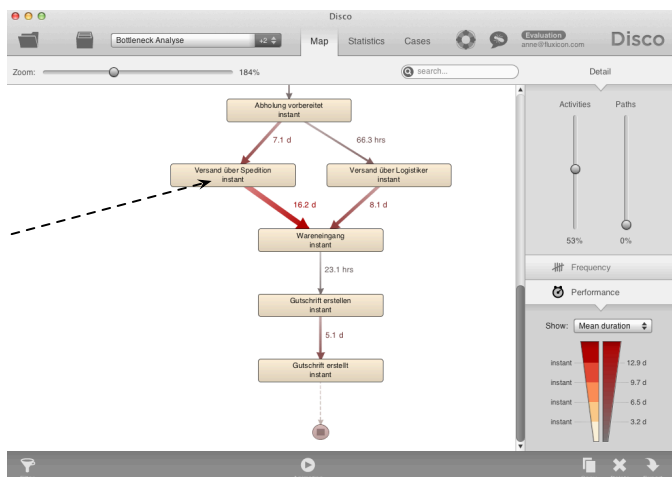 Disco
Bottleneck Analyse
+2
Map
Statistics
Cases
Evaluation
anne@fluxicon.com
Disco
Zoom:
184%
search...
Detail
Abholung vorbereitet
instant
7.1 d
66.3 hrs
Versand über Spedition
instant
Versand über Logistiker
instant
16.2 d
8.1 d
Wareneingang
instant
23.1 hrs
Gutschrift erstellen
instant
5.1 d
Gutschrift erstellt
instant
Activities
Paths
53%
0%
Frequency
Performance
Show:
Mean duration
instant
12.9 d
instant
9.7 d
instant
6.5 d
instant
3.2 d